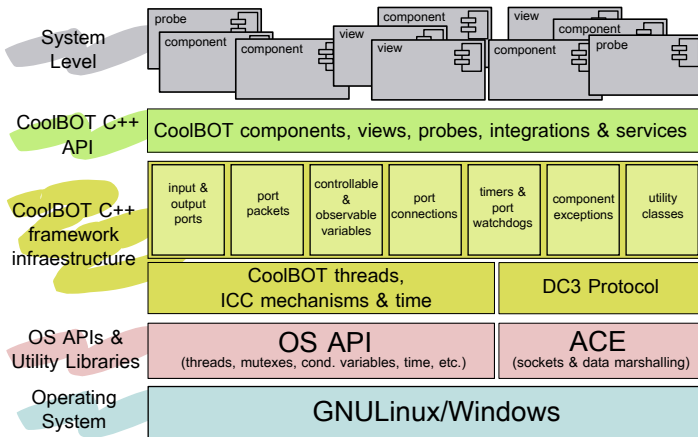 System
Level
probe
component
component
view
component
view
component
view
component
probe
CoolBOT C++
API
CoolBOT components, views, probes, integrations & services
CoolBOT C++
framework
infraestructure
input &
output
ports
port
packets
controllable
&
observable
variables
port
connections
timers &
port
watchdogs
component
exceptions
utility
classes
CoolBOT threads,
ICC mechanisms & time
DC3 Protocol
OS APIs &
Utility Libraries
OS API
(threads, mutexes, cond. variables, time, etc.)
ACE
(sockets & data marshalling)
Operating
System
GNULinux/Windows